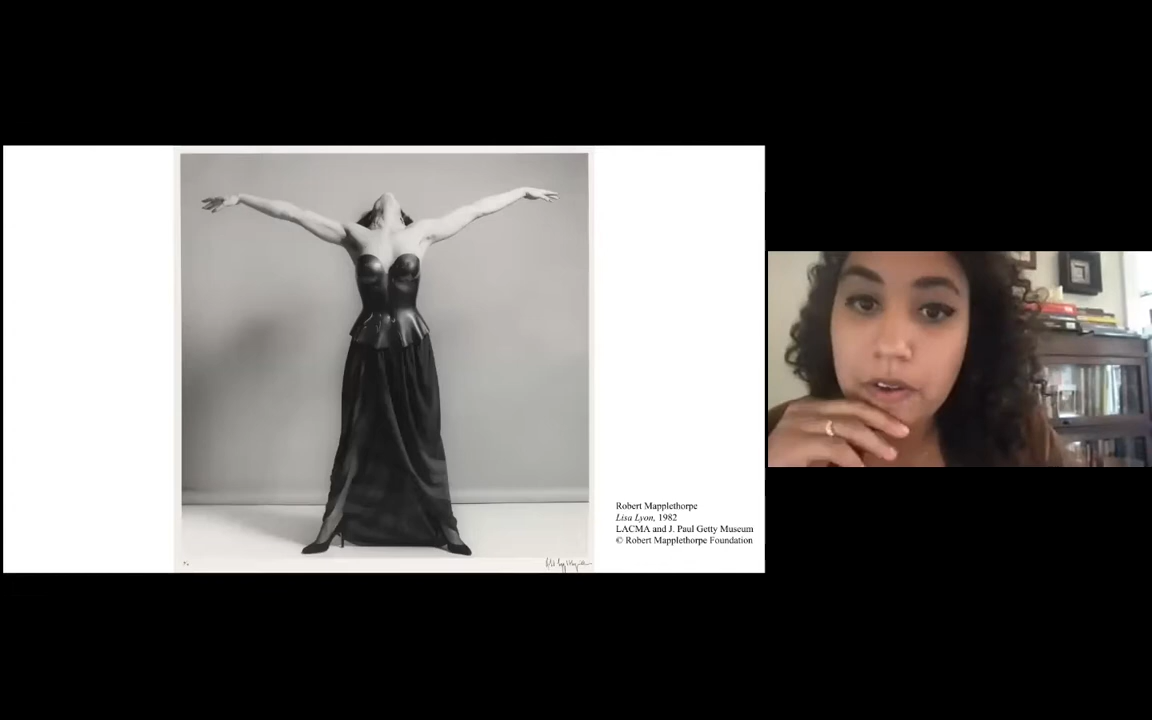 Robert Mapplethorpe
Lisa Lyon, 1982
LACMA and J. Paul Getty Museum
© Robert Mapplethorpe Foundation